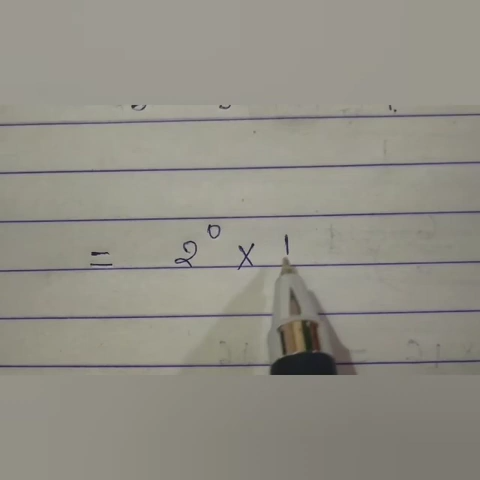 = 2⁰ × 1